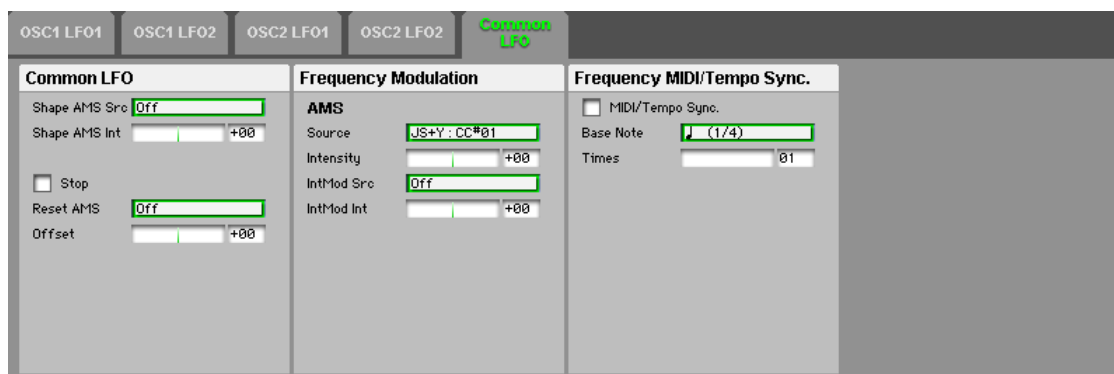 OSC1 LFO1
OSC1 LFO2
OSC2 LFO1
OSC2 LFO2
Common
LFO
Common LFO
Shape AMS Src Off
Shape AMS Int +00
Stop
Reset AMS Off
Offset +00
Frequency Modulation
AMS
Source JS+Y:CC#01
Intensity +00
IntMod Src Off
IntMod Int +00
Frequency MIDI/Tempo Sync.
MIDI/Tempo Sync.
Base Note ♩ (1/4)
Times 01